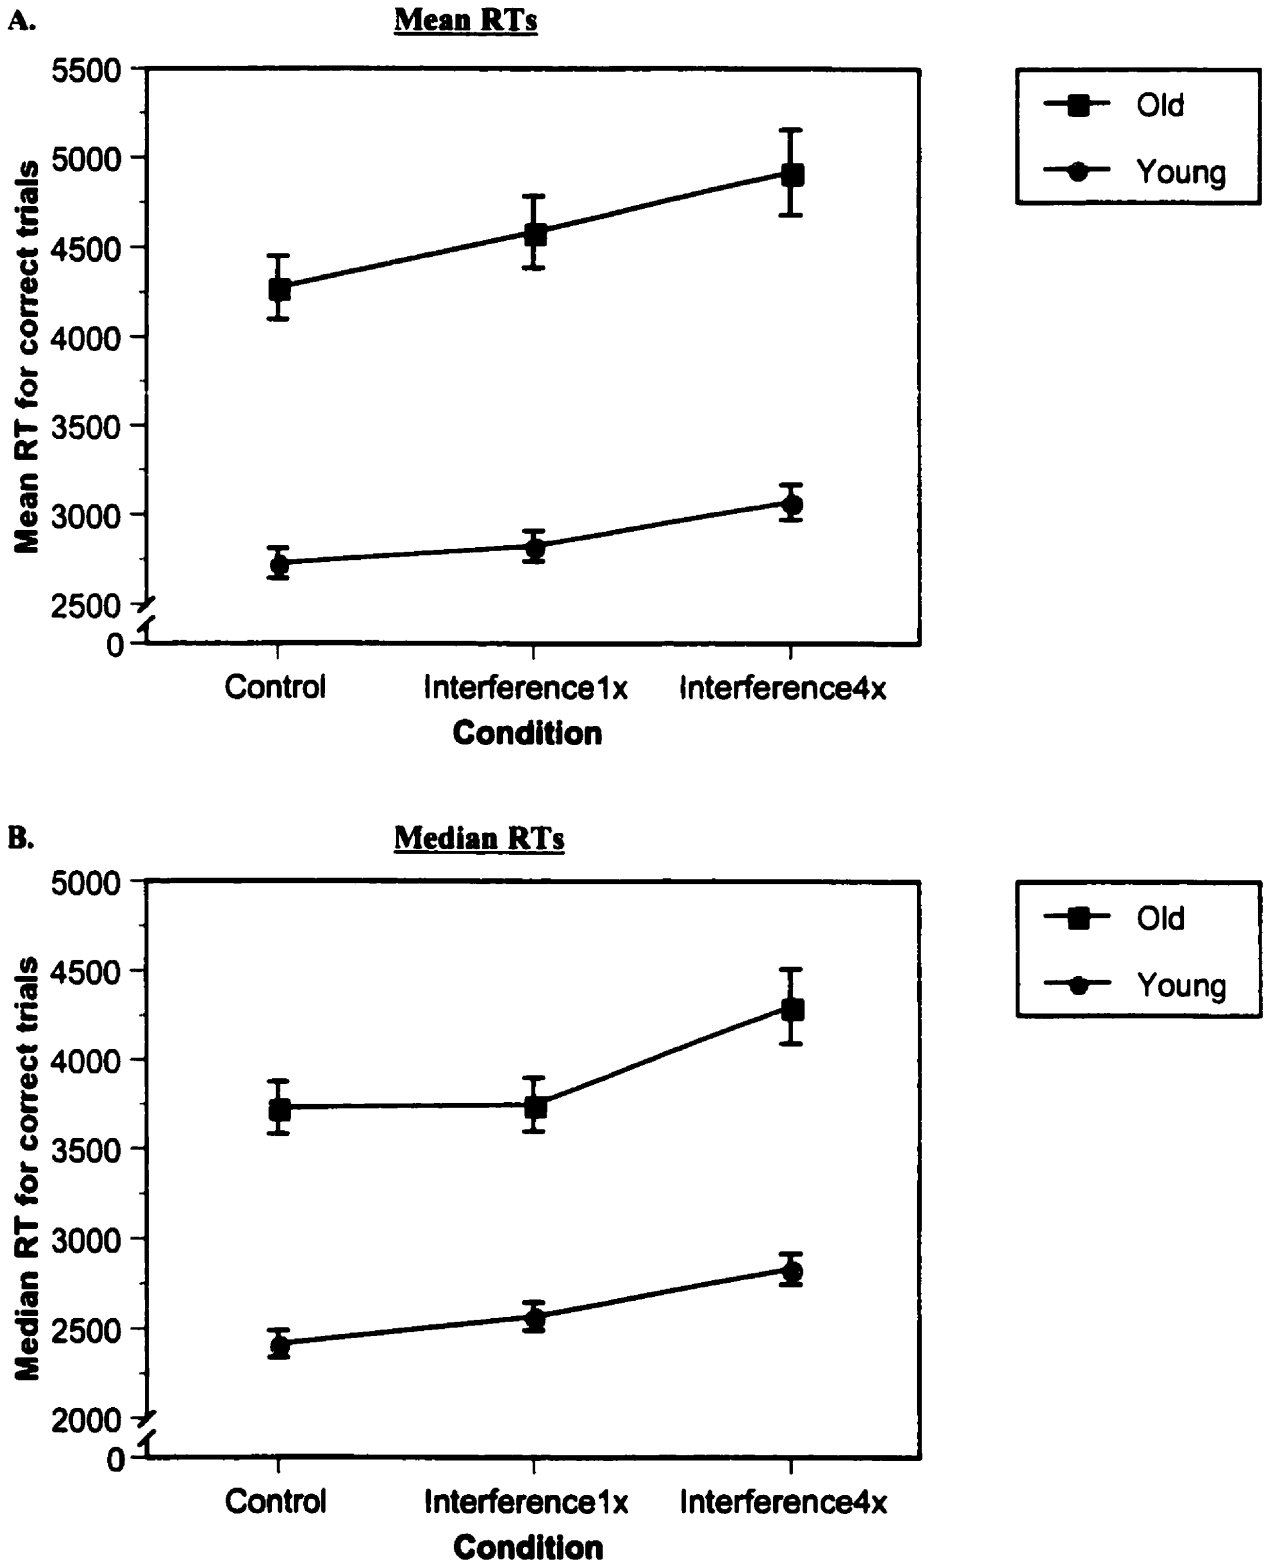 A.
Mean RTs
5500
5000
4500
4000
3500
3000
2500
0
Mean RT for correct trials
Control
Interference1x
Interference4x
Condition
Old
Young
B.
Median RTs
5000
4500
4000
3500
3000
2500
2000
0
Median RT for correct trials
Control
Interference1x
Interference4x
Condition
Old
Young